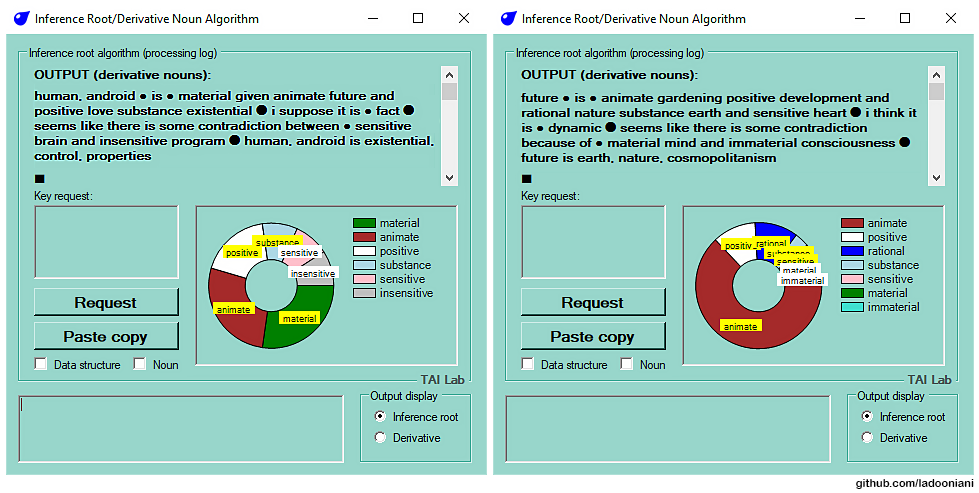 Inference Root/Derivative Noun Algorithm
Inference root algorithm (processing log)
OUTPUT (derivative nouns):
human, android ● is ● material given animate future and
positive love substance existential ● i suppose it is ● fact ●
seems like there is some contradiction between ● sensitive
brain and insensitive program ● human, android is existential,
control, properties
Key request:
Request
Paste copy
Data structure
Noun
substance
positive
sensitive
insensitive
animate
material
material
animate
positive
substance
sensitive
insensitive
TAI Lab
Output display
Inference root
Derivative
Inference Root/Derivative Noun Algorithm
Inference root algorithm (processing log)
OUTPUT (derivative nouns):
future ● is ● animate gardening positive development and
rational nature substance earth and sensitive heart ● i think it
is ● dynamic ● seems like there is some contradiction
because of ● material mind and immaterial consciousness ●
future is earth, nature, cosmopolitanism
Key request:
Request
Paste copy
Data structure
Noun
positiv
rational
substance
sensitive
material
immaterial
animate
animate
positive
rational
substance
sensitive
material
immaterial
TAI Lab
Output display
Inference root
Derivative
github.com/ladooniani